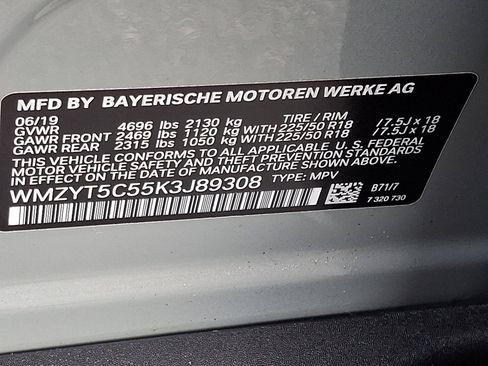 MFD BY BAYERISCHE MOTOREN WERKE AG
06/19 TIRE / RIM
GVWR 4696 lbs 2130 kg
GAWR FRONT 2469 lbs 1120 kg WITH 225/50 R18 /7.5J x 18
GAWR REAR 2315 lbs 1050 kg WITH 225/50 R18 /7.5J x 18
THIS VEHICLE CONFORMS TO ALL APPLICABLE U.S. FEDERAL
MOTOR VEHICLE SAFETY, BUMPER, AND THEFT PREVENTION
STANDARDS IN EFFECT ON THE DATE OF MANUFACTURE
SHOWN ABOVE:
WMZYT5C55K3J89308 TYPE: MPV
B71/7
7 320 730